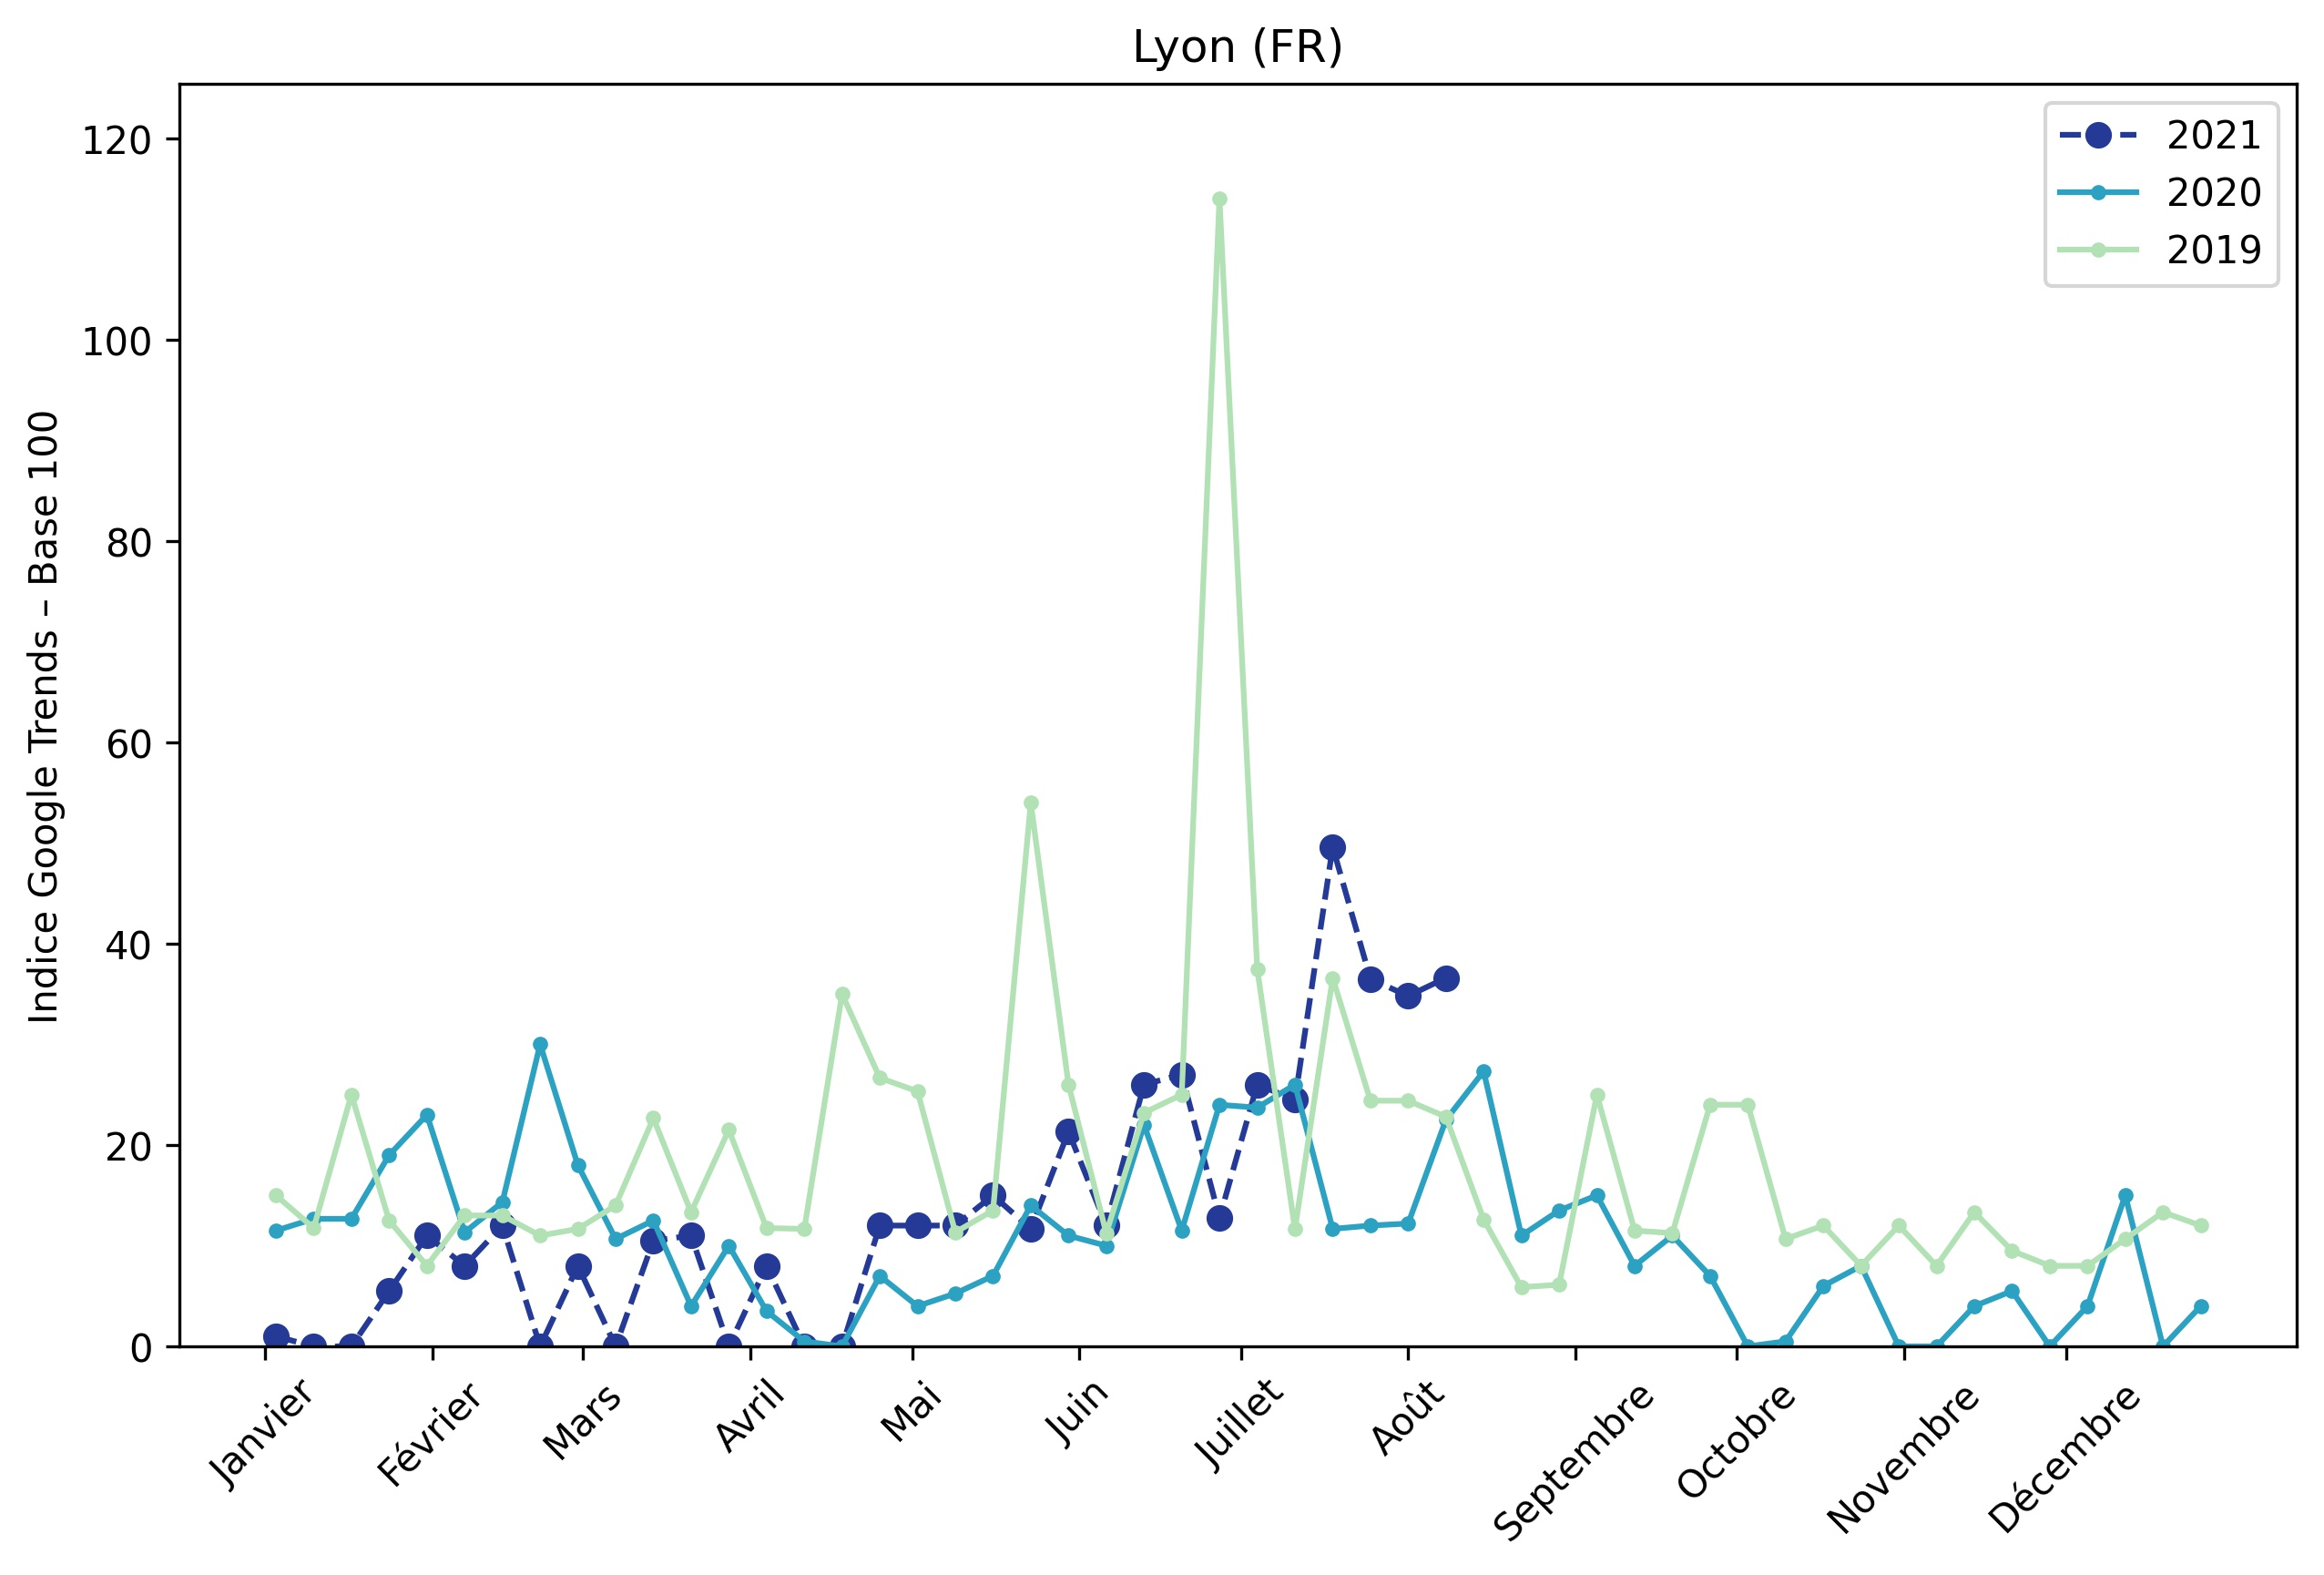 Lyon (FR)
Indice Google Trends – Base 100
120
100
80
60
40
20
0
2021
2020
2019
Janvier
Février
Mars
Avril
Mai
Juin
Juillet
Août
Septembre
Octobre
Novembre
Décembre